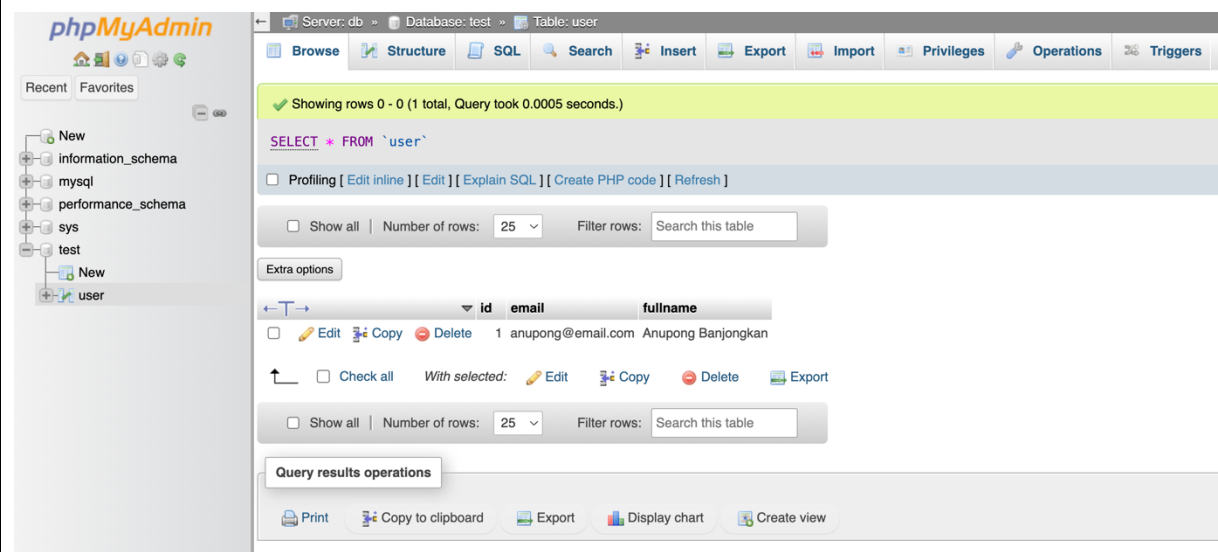 phpMyAdmin
Recent Favorites
New
information_schema
mysql
performance_schema
sys
test
New
user
Server: db » Database: test » Table: user
Browse Structure SQL Search Insert Export Import Privileges Operations Triggers
Showing rows 0 - 0 (1 total, Query took 0.0005 seconds.)
SELECT * FROM `user`
Profiling [ Edit inline ] [ Edit ] [ Explain SQL ] [ Create PHP code ] [ Refresh ]
Show all | Number of rows: 25 Filter rows: Search this table
Extra options
←T→ id email fullname
Edit Copy Delete 1 anupong@email.com Anupong Banjongkan
Check all With selected: Edit Copy Delete Export
Show all | Number of rows: 25 Filter rows: Search this table
Query results operations
Print Copy to clipboard Export Display chart Create view